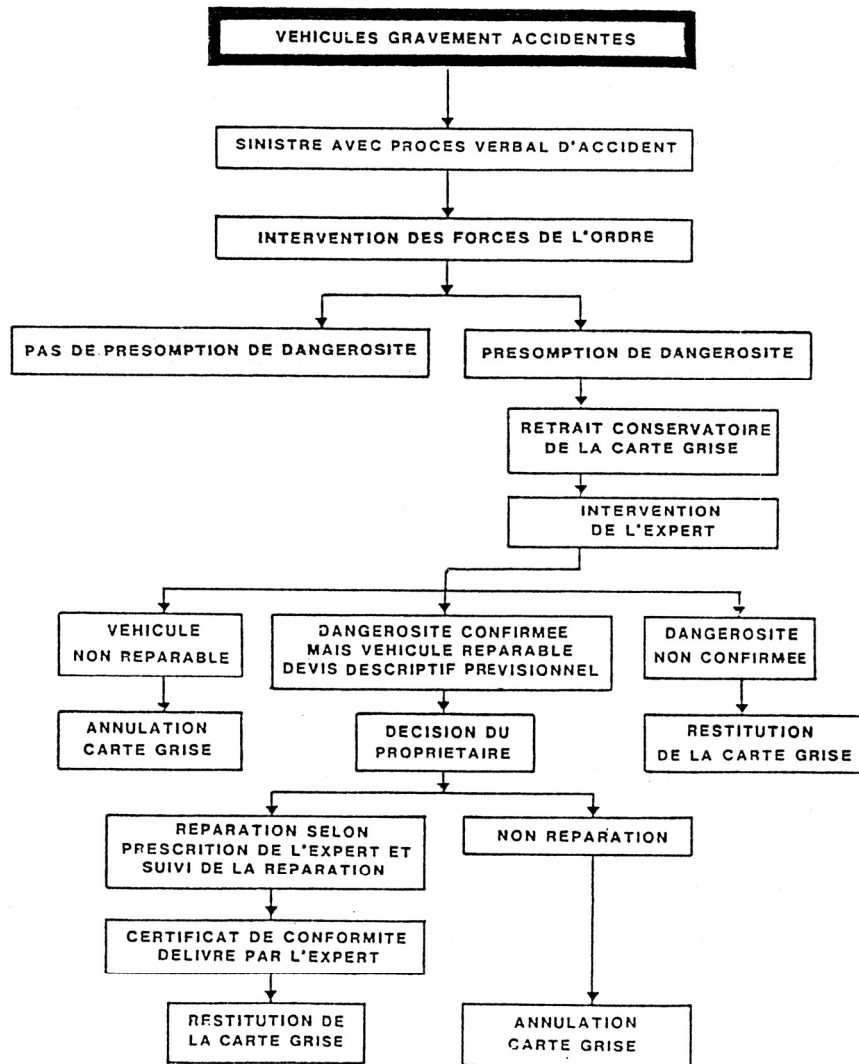 VEHICULES GRAVEMENT ACCIDENTES
SINISTRE AVEC PROCES VERBAL D'ACCIDENT
INTERVENTION DES FORCES DE L'ORDRE
PAS DE PRESOMPTION DE DANGEROSITE
PRESOMPTION DE DANGEROSITE
RETRAIT CONSERVATOIRE
DE LA CARTE GRISE
INTERVENTION
DE L'EXPERT
VEHICULE
NON REPARABLE
DANGEROSITE CONFIRMEE
MAIS VEHICULE REPARABLE
DEVIS DESCRIPTIF PREVISIONNEL
DANGEROSITE
NON CONFIRMEE
ANNULATION
CARTE GRISE
DECISION DU
PROPRIETAIRE
RESTITUTION
DE LA CARTE GRISE
REPARATION SELON
PRESCRITION DE L'EXPERT ET
SUIVI DE LA REPARATION
NON REPARATION
CERTIFICAT DE CONFORMITE
DELIVRE PAR L'EXPERT
RESTITUTION DE
LA CARTE GRISE
ANNULATION
CARTE GRISE